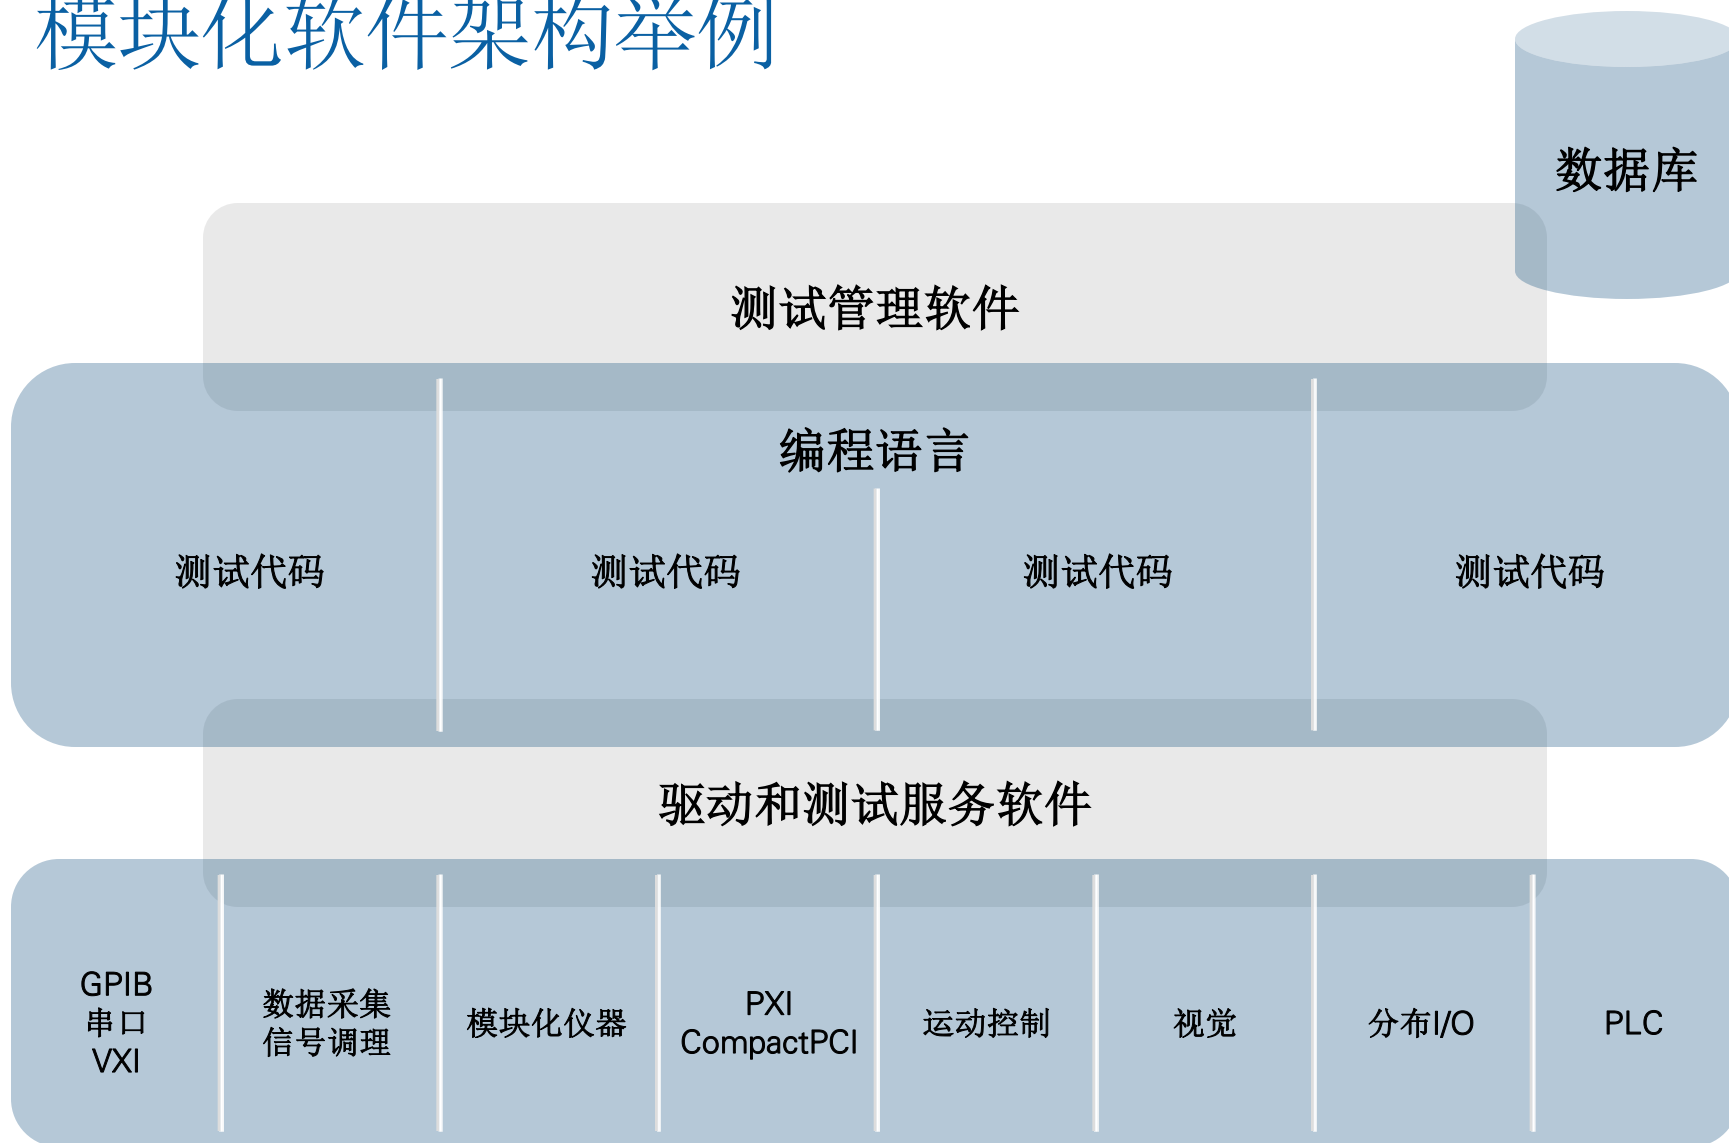 模块化软件架构举例
数据库
测试管理软件
编程语言
测试代码
测试代码
测试代码
测试代码
驱动和测试服务软件
GPIB
串口
VXI
数据采集
信号调理
模块化仪器
PXI
CompactPCI
运动控制
视觉
分布I/O
PLC